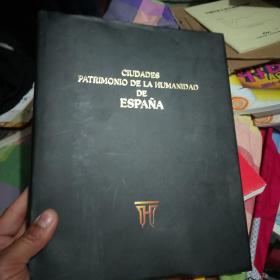 CIUDADES
PATRIMONIO DE LA HUMANIDAD
DE
ESPAÑA